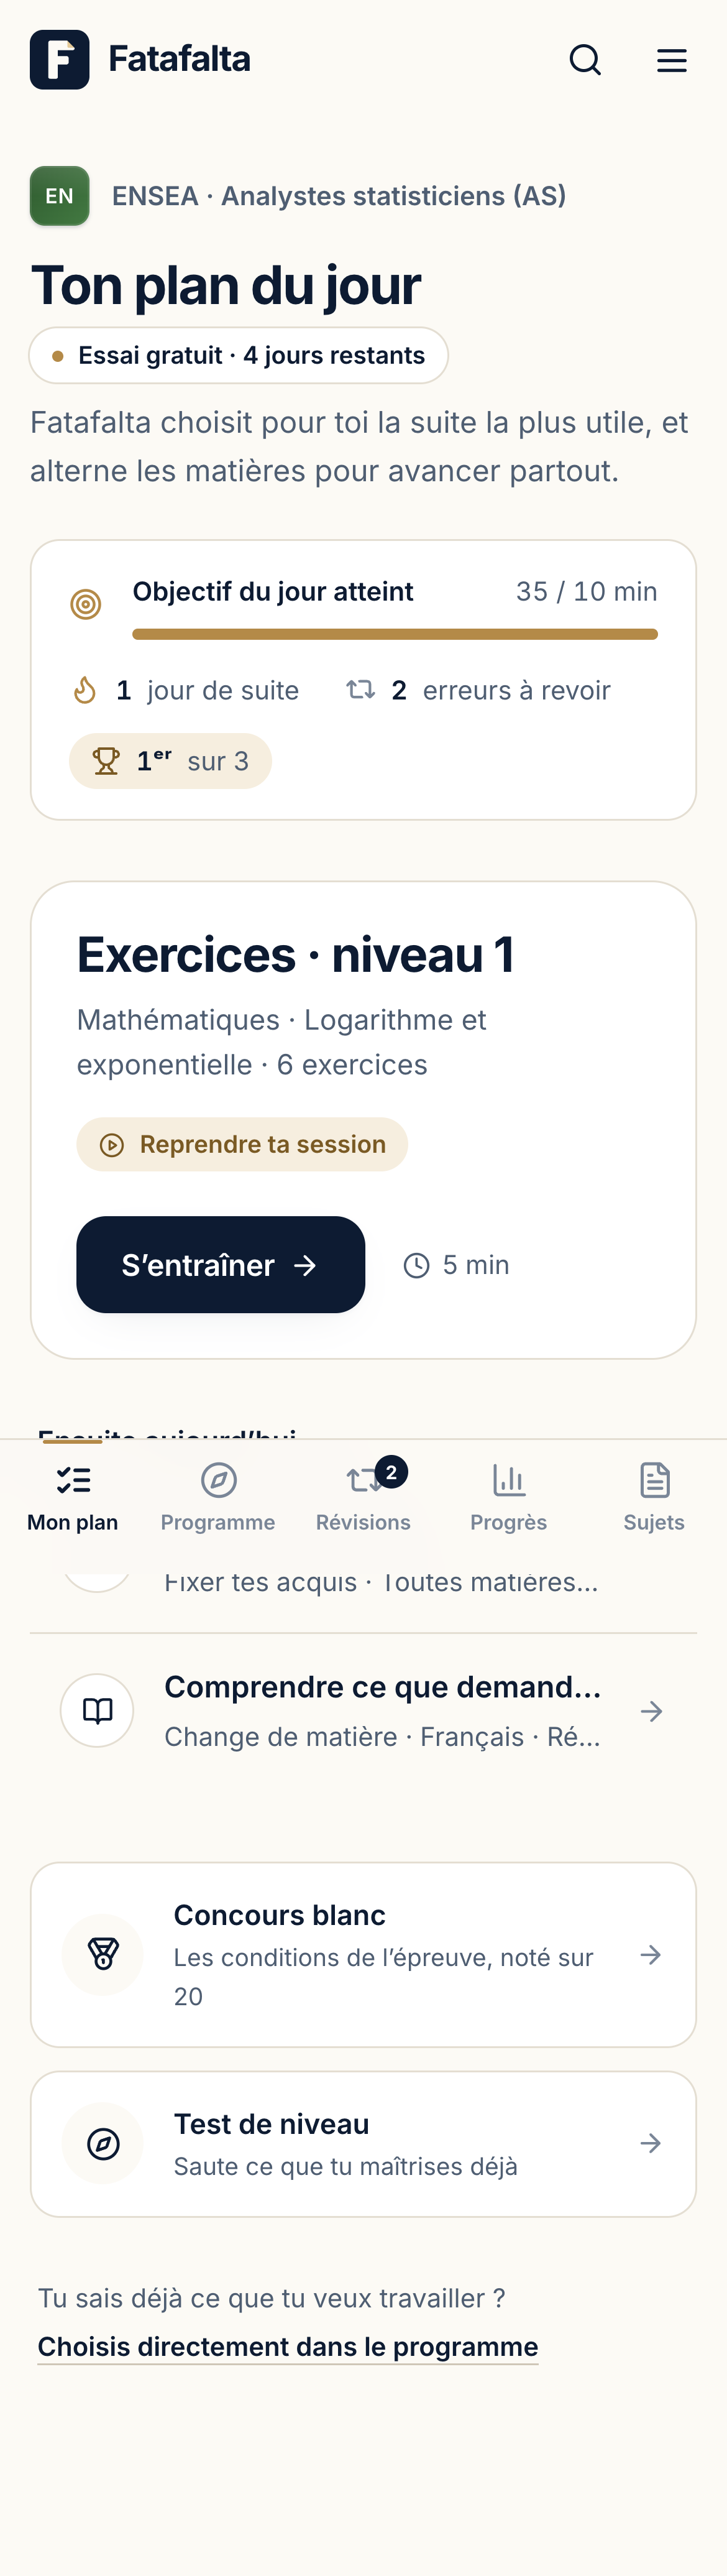 Fatafalta
EN
ENSEA · Analystes statisticiens (AS)
Ton plan du jour
Essai gratuit · 4 jours restants
Fatafalta choisit pour toi la suite la plus utile, et
alterne les matières pour avancer partout.
Objectif du jour atteint
35 / 10 min
1 jour de suite
2 erreurs à revoir
1ᵉʳ sur 3
Exercices · niveau 1
Mathématiques · Logarithme et
exponentielle · 6 exercices
Reprendre ta session
S’entraîner
5 min
Ensuite aujourd’hui
2
Mon plan
Programme
Révisions
Progrès
Sujets
Fixer tes acquis · Toutes matières...
Comprendre ce que demand...
Change de matière · Français · Ré...
Concours blanc
Les conditions de l’épreuve, noté sur
20
Test de niveau
Saute ce que tu maîtrises déjà
Tu sais déjà ce que tu veux travailler ?
Choisis directement dans le programme